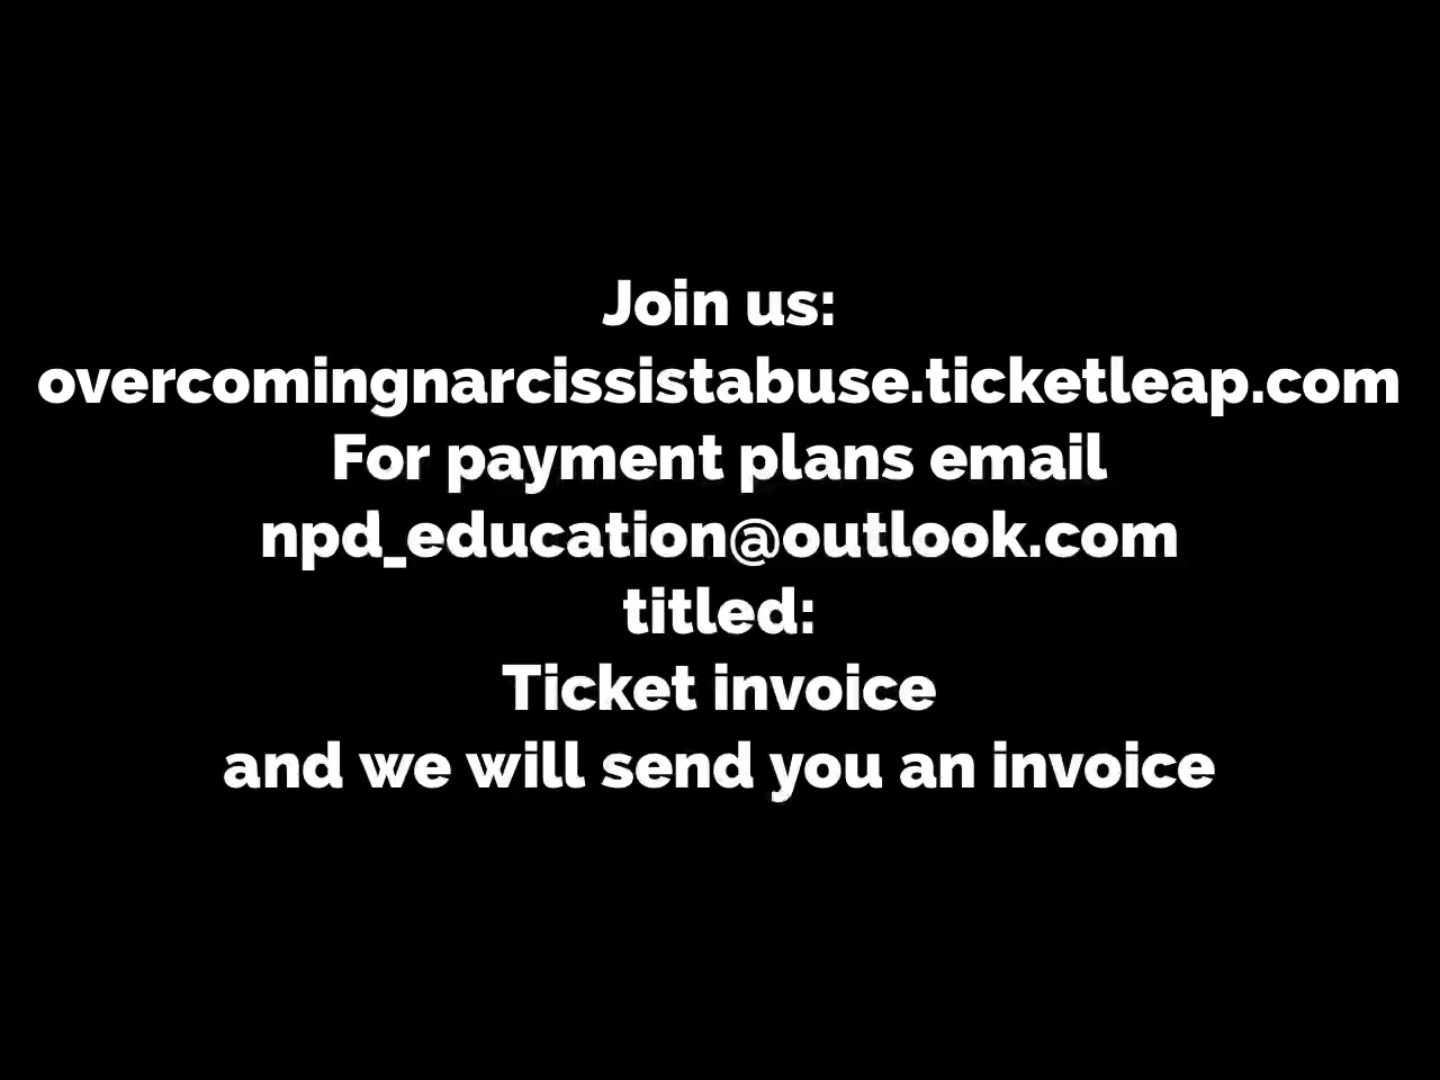 Join us:
overcomingnarcissistabuse.ticketleap.com
For payment plans email
npd_education@outlook.com
titled:
Ticket invoice
and we will send you an invoice